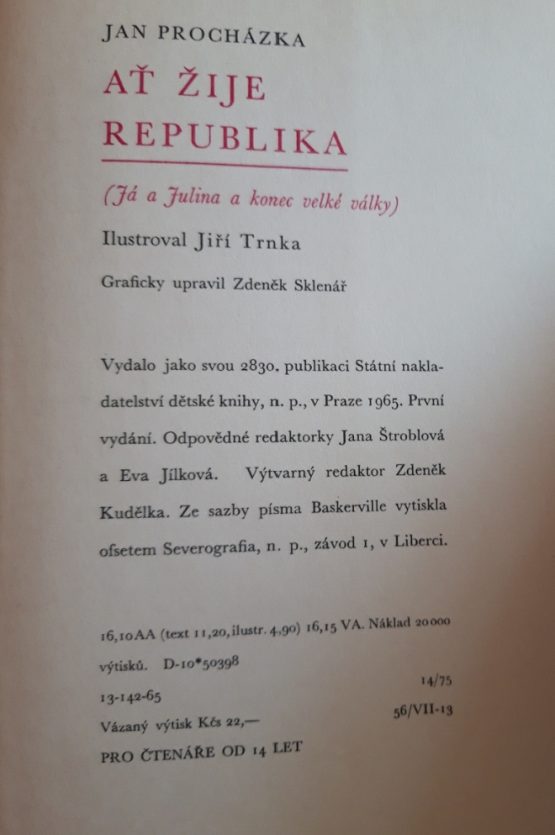 JAN PROCHÁZKA
AŤ ŽIJE
REPUBLIKA
(Já a Julina a konec velké války)
Ilustroval Jiří Trnka
Graficky upravil Zdeněk Sklenář
Vydalo jako svou 2830. publikaci Státní nakla-
datelství dětské knihy, n. p., v Praze 1965. První
vydání. Odpovědné redaktorky Jana Štroblová
a Eva Jílková. Výtvarný redaktor Zdeněk
Kudělka. Ze sazby písma Baskerville vytiskla
ofsetem Severografia, n. p., závod 1, v Liberci.
16,10 AA (text 11,20, ilustr. 4,90) 16,15 VA. Náklad 20 000
výtisků. D-10*50398
13-142-65 14/75
Vázaný výtisk Kčs 22,— 56/VII-13
PRO ČTENÁŘE OD 14 LET